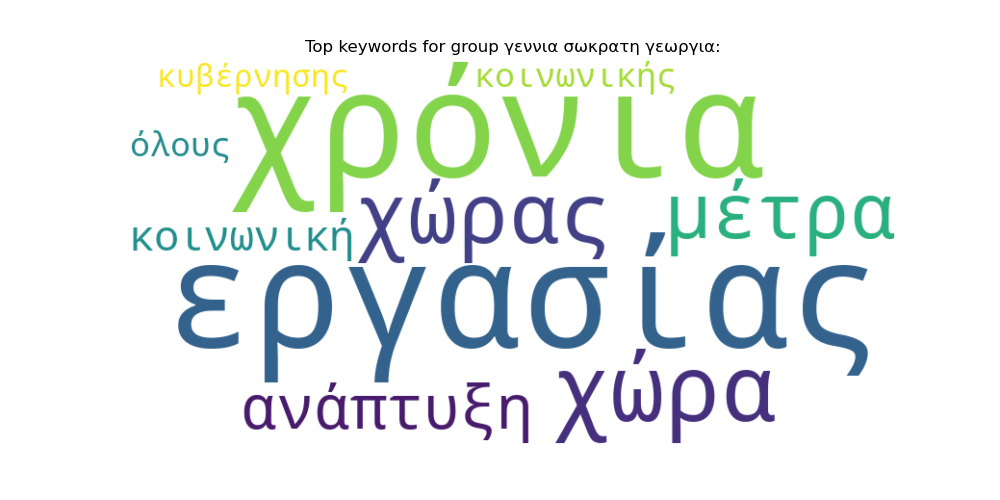 Top keywords for group γεννια σωκρατη γεωργια:
κυβέρνησης
κοινωνικής
χρόνια
όλους
χώρας
μέτρα
κοινωνική
εργασίας
χώρα
ανάπτυξη